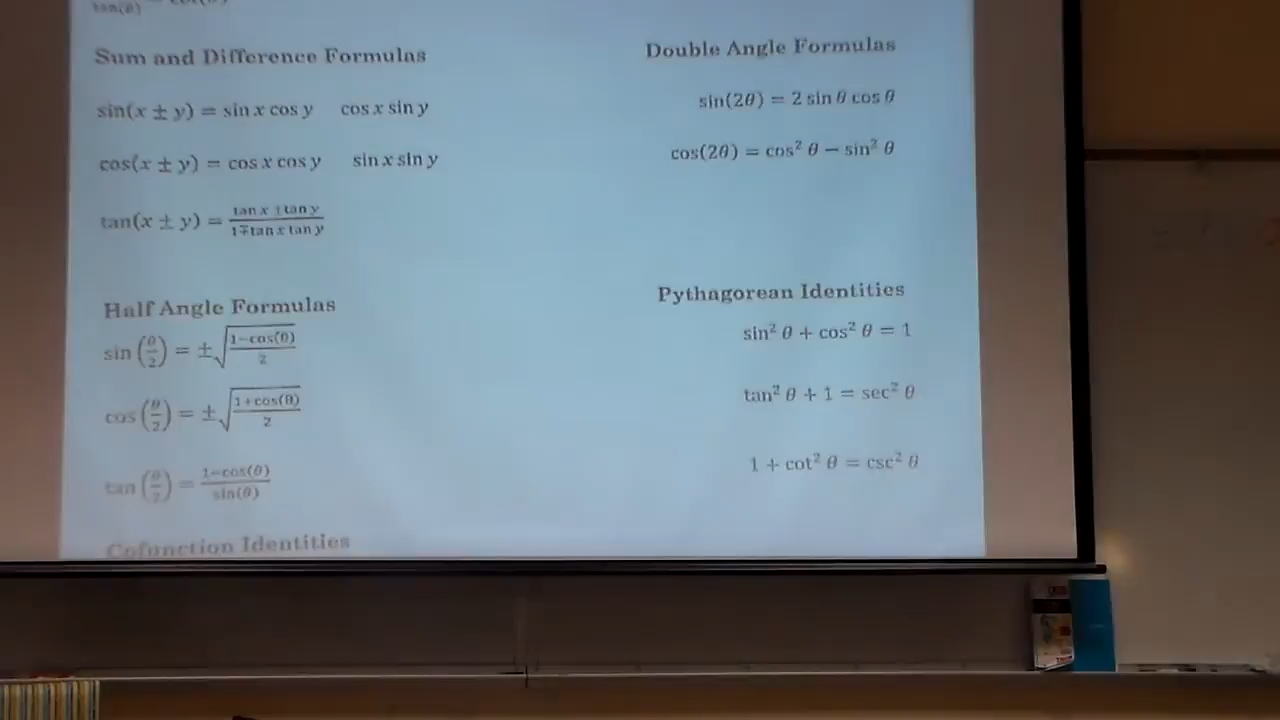 tan(θ)
Sum and Difference Formulas
sin(x ± y) = sin x cos y cos x sin y
cos(x ± y) = cos x cos y sin x sin y
tan(x ± y) = tan x ± tan y / 1∓tan x tan y
Half Angle Formulas
sin (θ/2) = ±√(1−cos(θ)/2)
cos (θ/2) = ±√(1+cos(θ)/2)
tan (θ/2) = 1−cos(θ)/sin(θ)
Cofunction Identities
Double Angle Formulas
sin(2θ) = 2 sin θ cos θ
cos(2θ) = cos² θ − sin² θ
Pythagorean Identities
sin² θ + cos² θ = 1
tan² θ + 1 = sec² θ
1 + cot² θ = csc² θ